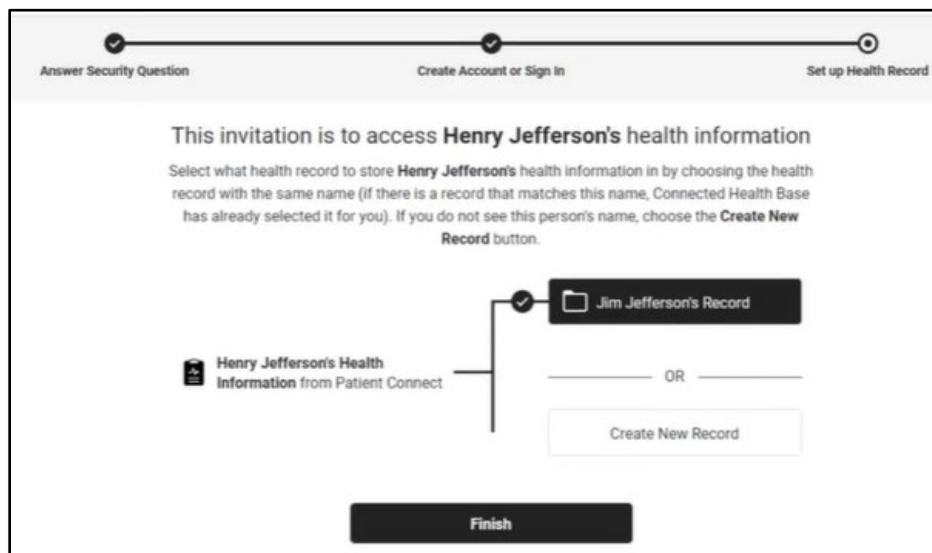 Answer Security Question
Create Account or Sign In
Set up Health Record
This invitation is to access Henry Jefferson's health information
Select what health record to store Henry Jefferson's health information in by choosing the health
record with the same name (if there is a record that matches this name, Connected Health Base
has already selected it for you). If you do not see this person's name, choose the Create New
Record button.
Jim Jefferson's Record
Henry Jefferson's Health
Information from Patient Connect
OR
Create New Record
Finish